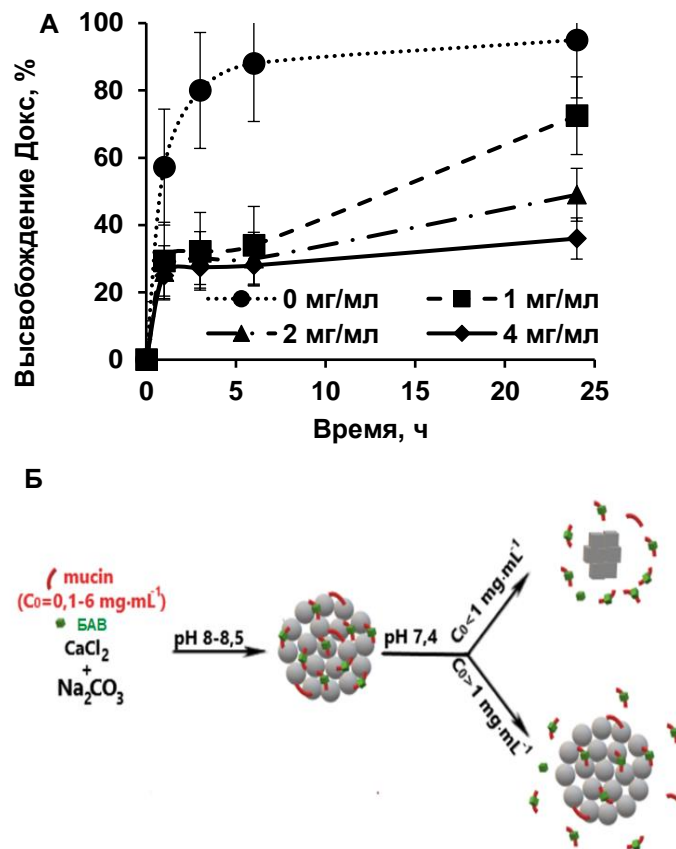 А
Высвобождение Докс, %
100
80
60
40
20
0
0 мг/мл
1 мг/мл
2 мг/мл
4 мг/мл
0
5
10
15
20
25
Время, ч
Б
mucin
(C0=0,1-6 mg·mL-1)
БАВ
CaCl2
+
Na2CO3
pH 8-8,5
pH 7,4
C0< 1 mg·mL-1
C0> 1 mg·mL-1